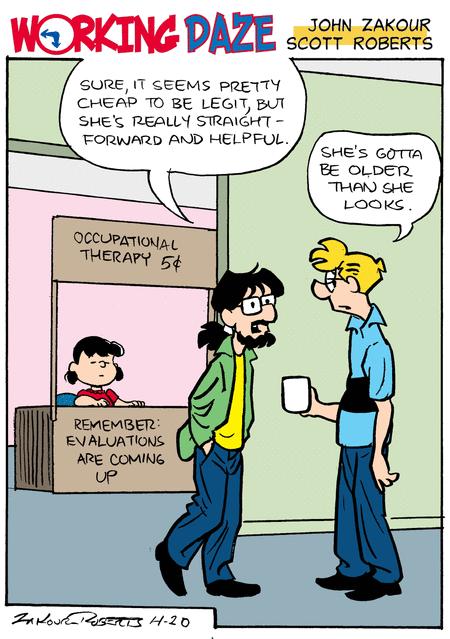 WORKING DAZE
JOHN ZAKOUR
SCOTT ROBERTS
SURE, IT SEEMS PRETTY
CHEAP TO BE LEGIT, BUT
SHE'S REALLY STRAIGHT-
FORWARD AND HELPFUL.
SHE'S GOTTA
BE OLDER
THAN SHE
LOOKS.
OCCUPATIONAL
THERAPY 5¢
REMEMBER:
EVALUATIONS
ARE COMING
UP
ZAKOUR-ROBERTS 4-20